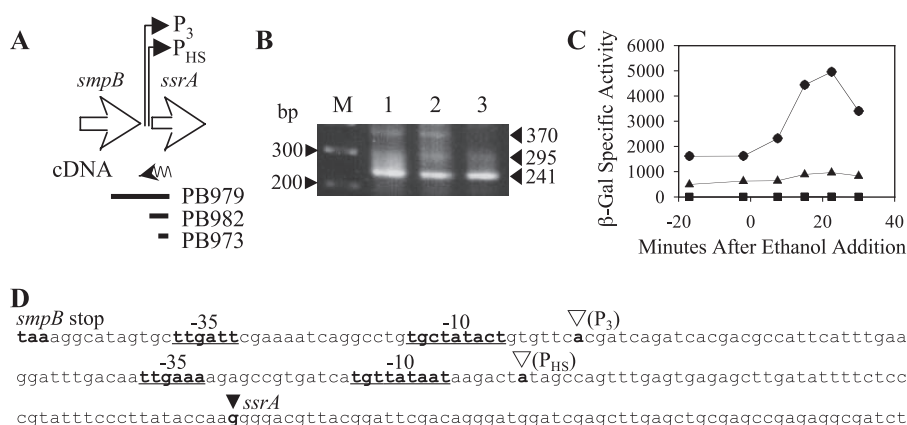 A
P3
PHS
smpB
ssrA
cDNA
PB979
PB982
PB973
B
bp
M
1
2
3
300
200
370
295
241
C
β-Gal Specific Activity
6000
5000
4000
3000
2000
1000
0
-20
0
20
40
Minutes After Ethanol Addition
D
smpB stop
-35
-10
(P3)
taaaggcatagtgcttgattcgaaaatcaggcctgtgctatactgtgttcacgatcagatcacgacgccattcatttgaa
-35
-10
(PHS)
ggatttgacaattgaaaagagccgtgatcatgttataataagactatagccagtttgagtgagagcttgatattttctcc
ssrA
cgtatttcccttataccaaggggacgttacggattcgacagggatggatcgagcttgagctgcgagccgagaggcgatct